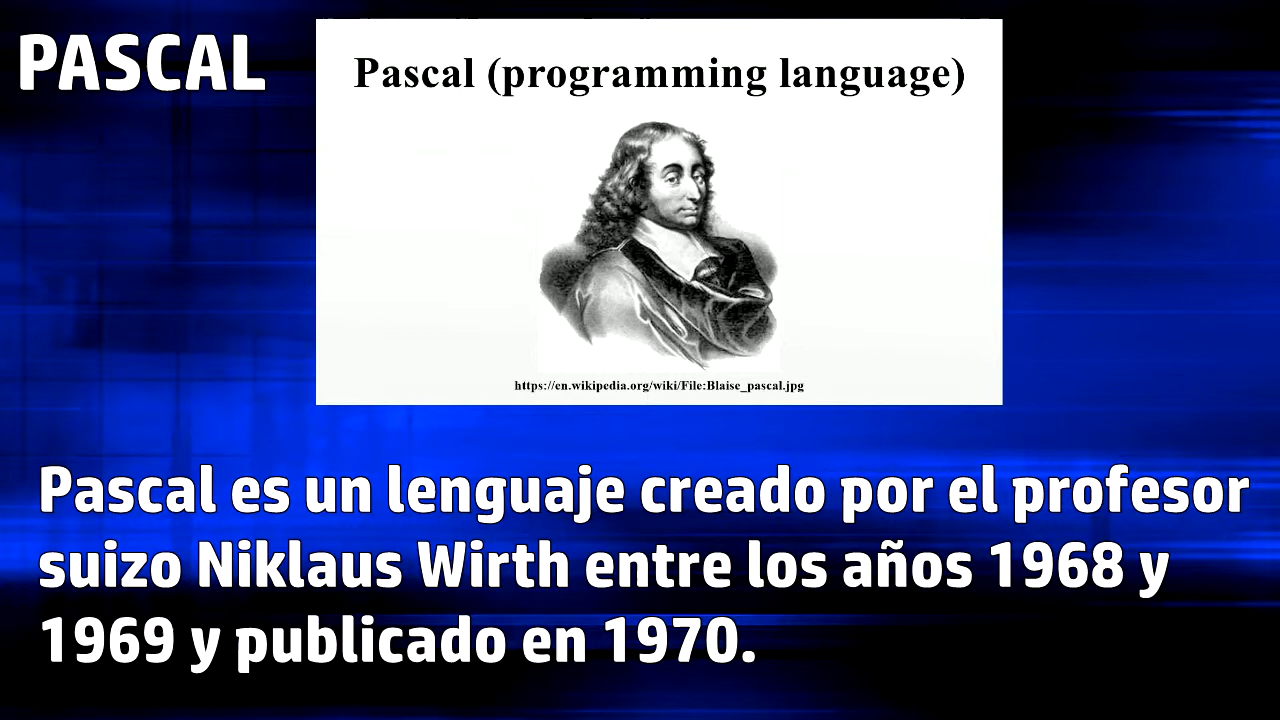 PASCAL
Pascal (programming language)
https://en.wikipedia.org/wiki/File:Blaise_pascal.jpg
Pascal es un lenguaje creado por el profesor
suizo Niklaus Wirth entre los años 1968 y
1969 y publicado en 1970.